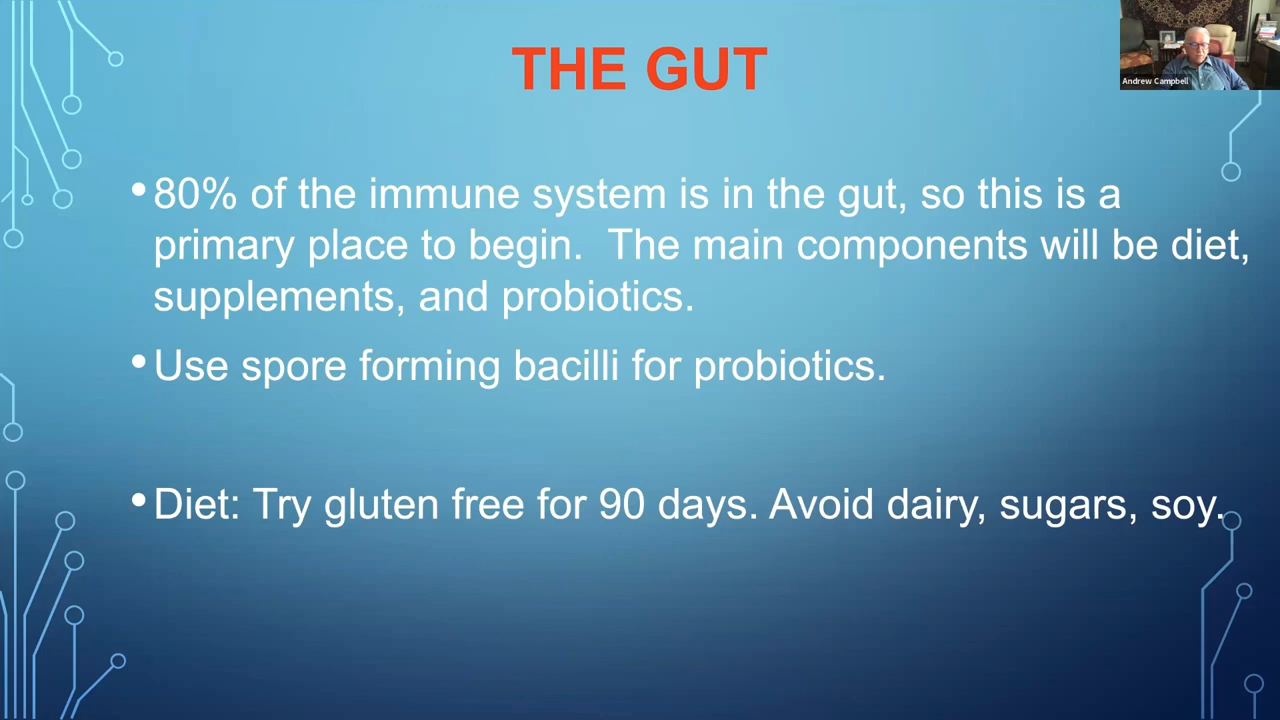 THE GUT
Andrew Campbell
•80% of the immune system is in the gut, so this is a
primary place to begin.  The main components will be diet,
supplements, and probiotics.
•Use spore forming bacilli for probiotics.
•Diet: Try gluten free for 90 days. Avoid dairy, sugars, soy.